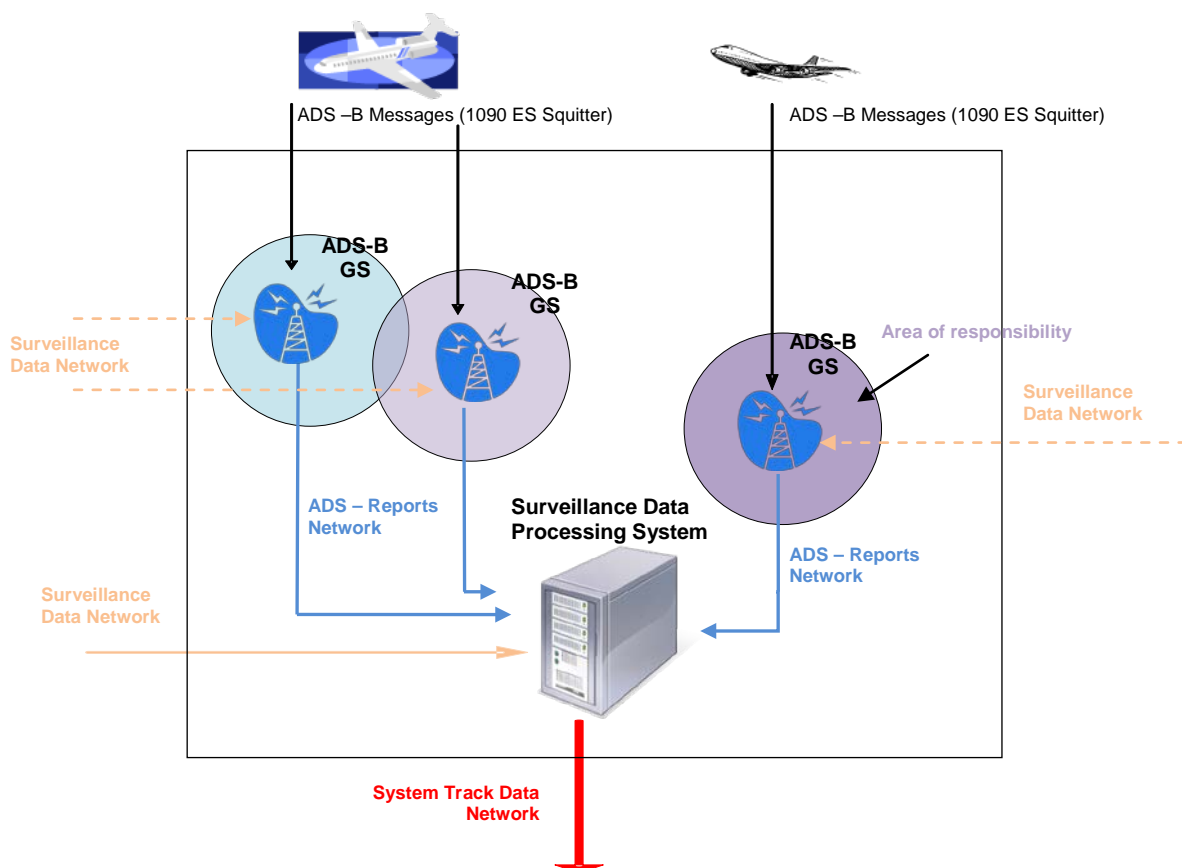 ADS –B Messages (1090 ES Squitter)
ADS –B Messages (1090 ES Squitter)
ADS-B
GS
ADS-B
GS
ADS-B
GS
Area of responsibility
Surveillance
Data Network
Surveillance
Data Network
ADS – Reports
Network
Surveillance Data
Processing System
ADS – Reports
Network
Surveillance
Data Network
System Track Data
Network